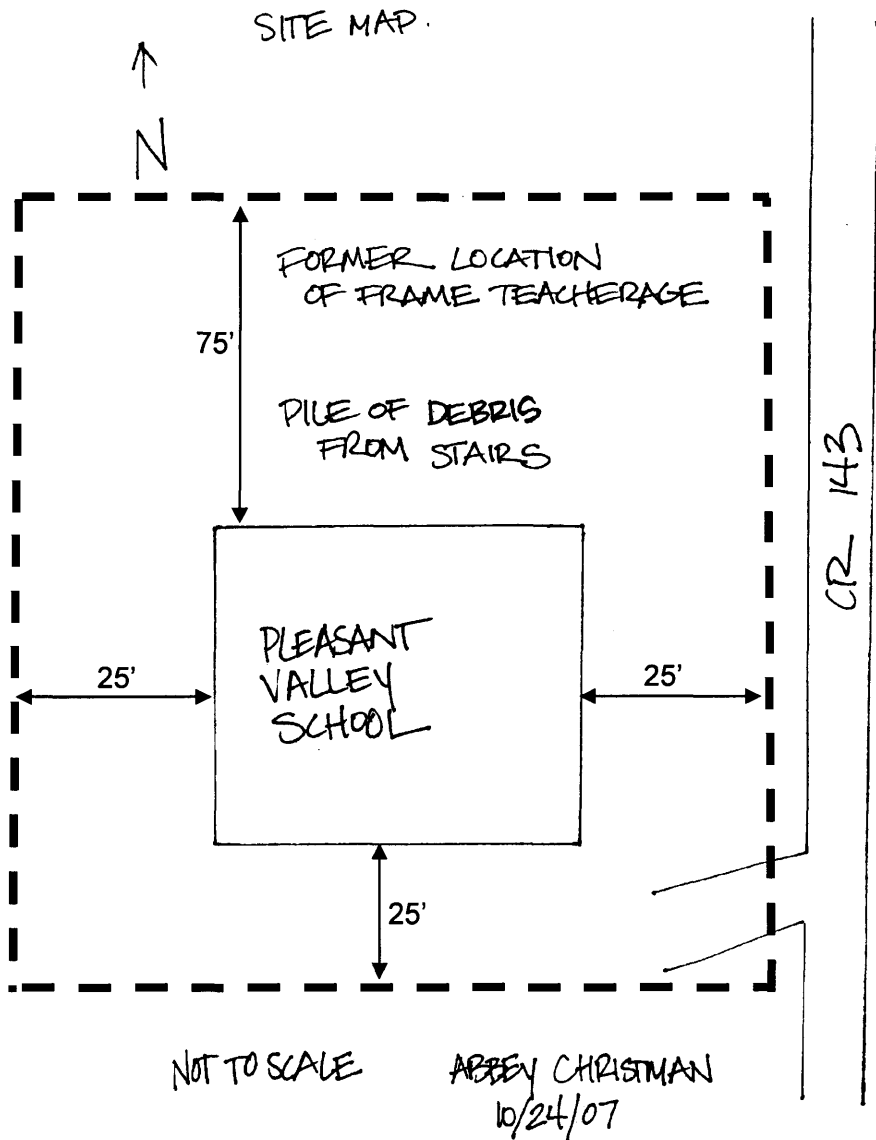 SITE MAP.
N
FORMER LOCATION
OF FRAME TEACHERAGE
75'
PILE OF DEBRIS
FROM STAIRS
CR 143
PLEASANT
VALLEY
SCHOOL
25'
25'
25'
NOT TO SCALE
ABBEY CHRISTMAN
10/24/07